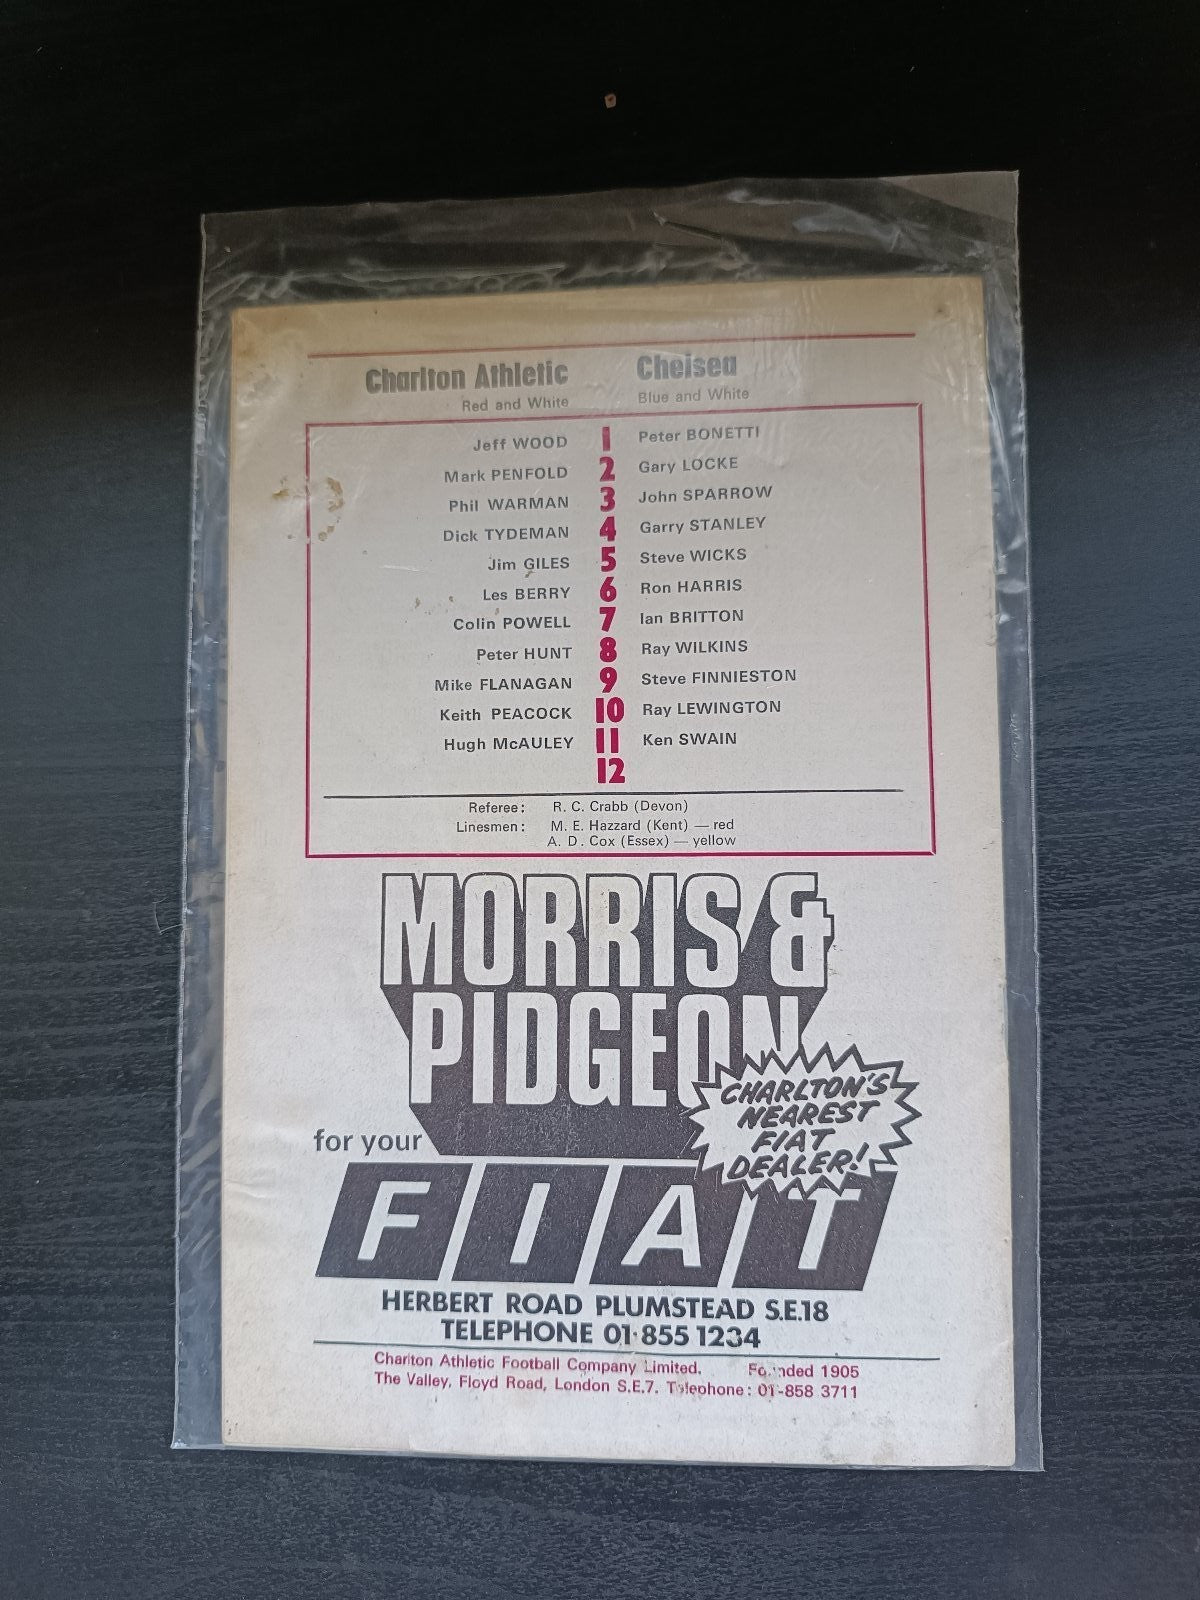 Charlton Athletic Chelsea
Red and White Blue and White
Jeff WOOD 1 Peter BONETTI
Mark PENFOLD 2 Gary LOCKE
Phil WARMAN 3 John SPARROW
Dick TYDEMAN 4 Garry STANLEY
Jim GILES 5 Steve WICKS
Les BERRY 6 Ron HARRIS
Colin POWELL 7 Ian BRITTON
Peter HUNT 8 Ray WILKINS
Mike FLANAGAN 9 Steve FINNIESTON
Keith PEACOCK 10 Ray LEWINGTON
Hugh McAULEY 11 Ken SWAIN
12
Referee: R. C. Crabb (Devon)
Linesmen: M. E. Hazzard (Kent) — red
A. D. Cox (Essex) — yellow
MORRIS &
PIDGEON
CHARLTON'S
NEAREST
FIAT
DEALER!
for your
FIAT
HERBERT ROAD PLUMSTEAD S.E.18
TELEPHONE 01·855 1234
Charlton Athletic Football Company Limited. Founded 1905
The Valley, Floyd Road, London S.E.7. Telephone: 01-858 3711